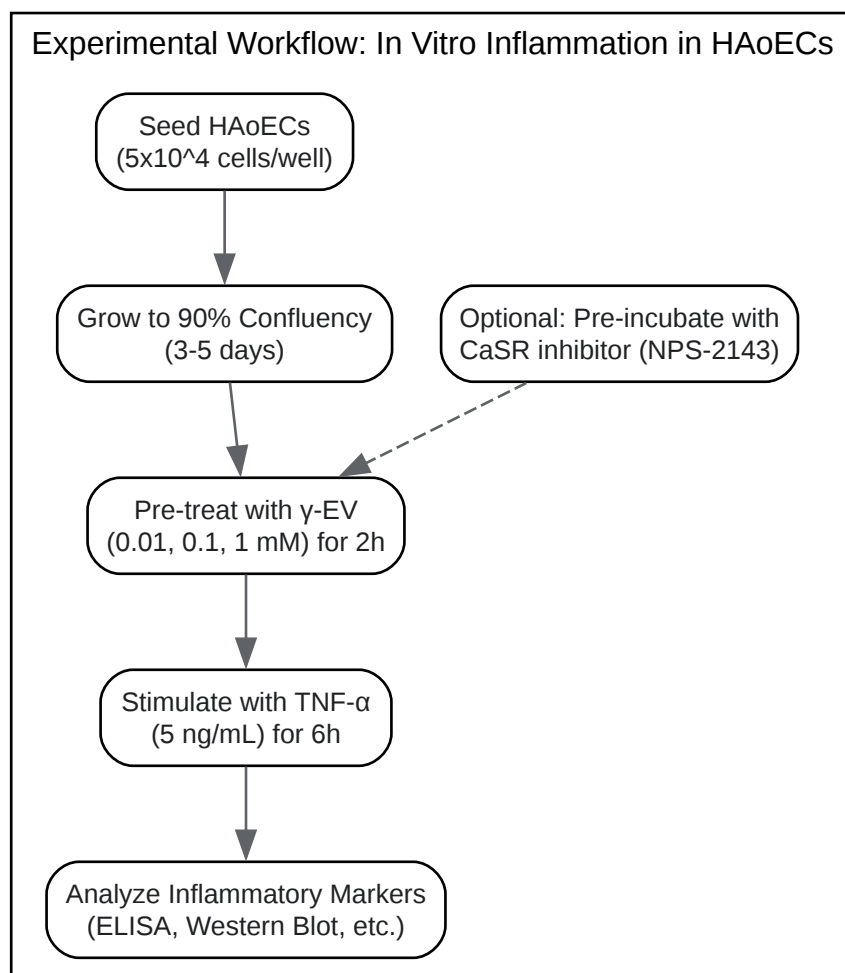 Experimental Workflow: In Vitro Inflammation in HAoECs
Seed HAoECs
(5x10^4 cells/well)
Grow to 90% Confluency
(3-5 days)
Optional: Pre-incubate with
CaSR inhibitor (NPS-2143)
Pre-treat with γ-EV
(0.01, 0.1, 1 mM) for 2h
Stimulate with TNF-α
(5 ng/mL) for 6h
Analyze Inflammatory Markers
(ELISA, Western Blot, etc.)